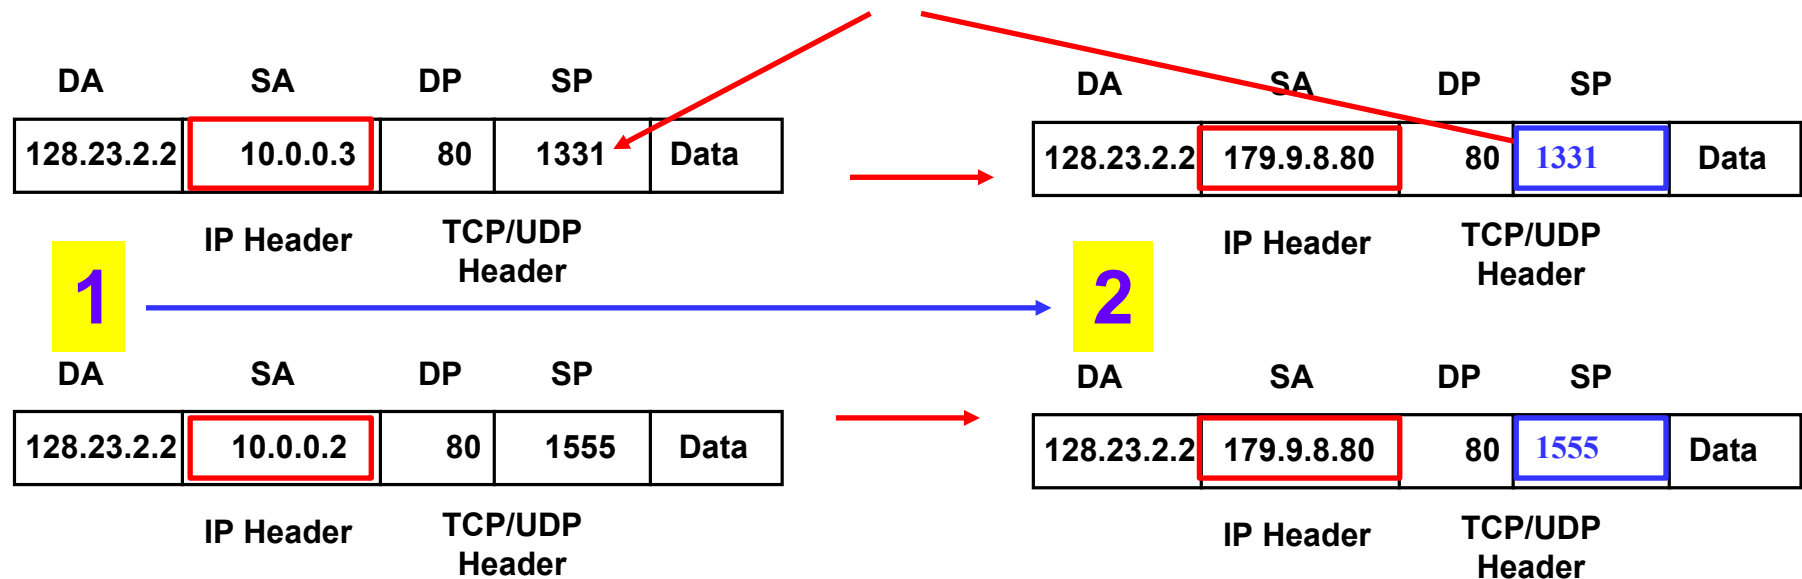 DA SA DP SP
128.23.2.2 10.0.0.3 80 1331 Data
IP Header TCP/UDP Header
DA SA DP SP
128.23.2.2 179.9.8.80 80 1331 Data
IP Header TCP/UDP Header
1
2
DA SA DP SP
128.23.2.2 10.0.0.2 80 1555 Data
IP Header TCP/UDP Header
DA SA DP SP
128.23.2.2 179.9.8.80 80 1555 Data
IP Header TCP/UDP Header